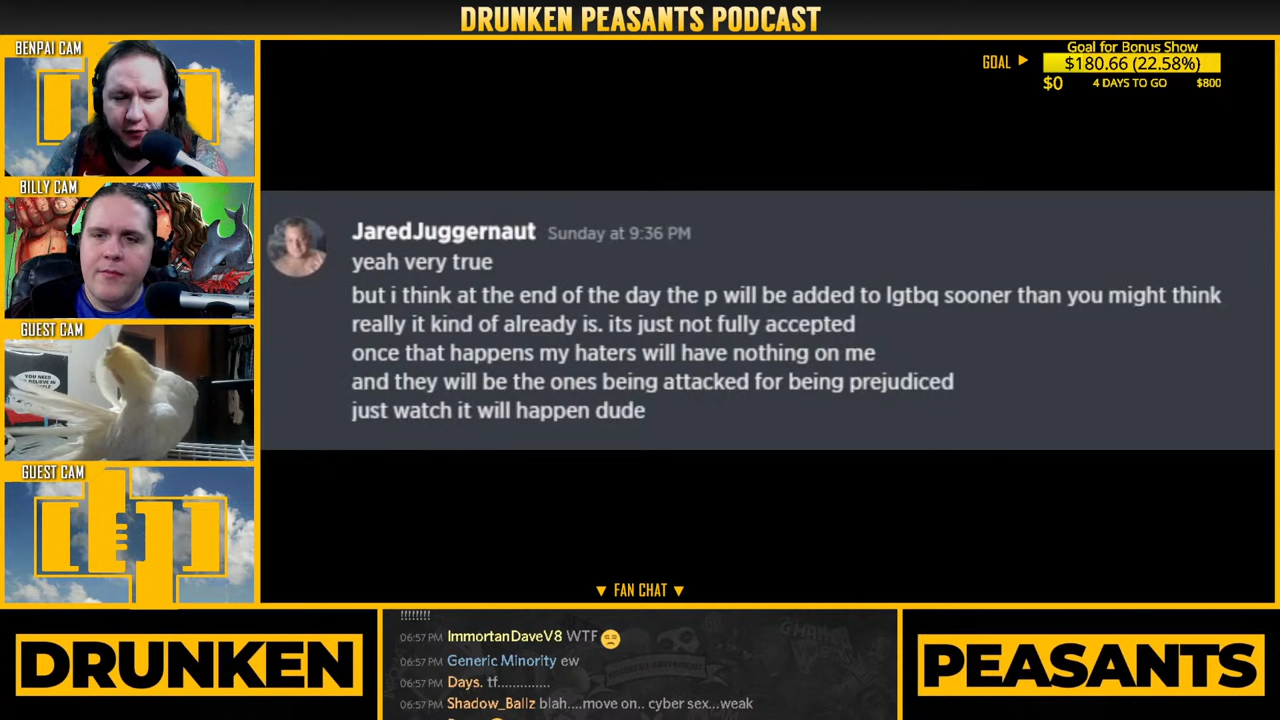 DRUNKEN PEASANTS PODCAST
BENPAI CAM
BILLY CAM
GUEST CAM
YOU NEED
GUEST CAM
GOAL ▶
Goal for Bonus Show
$180.66 (22.58%)
$0 4 DAYS TO GO $800
JaredJuggernaut Sunday at 9:36 PM
yeah very true
but i think at the end of the day the p will be added to lgtbq sooner than you might think
really it kind of already is. its just not fully accepted
once that happens my haters will have nothing on me
and they will be the ones being attacked for being prejudiced
just watch it will happen dude
▼ FAN CHAT ▼
!!!!!!!!
06:57 PM ImmortanDaveV8 WTF 😒
06:57 PM Generic Minority ew
06:57 PM Days. tf..............
06:57 PM Shadow_Ballz blah....move on.. cyber sex...weak
DRUNKEN
PEASANTS